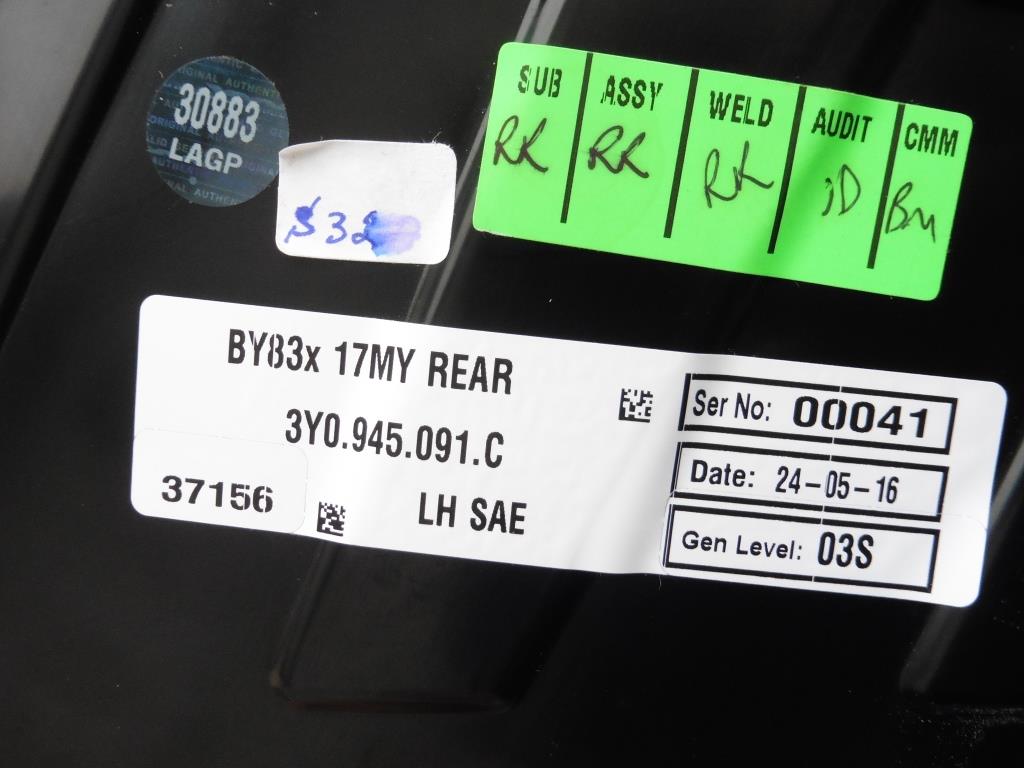 30883
LAGP
$32
SUB ASSY WELD AUDIT CMM
RK RK RK JD BM
BY83x 17MY REAR
3Y0.945.091.C
37156
LH SAE
Ser No: 00041
Date: 24-05-16
Gen Level: 03S